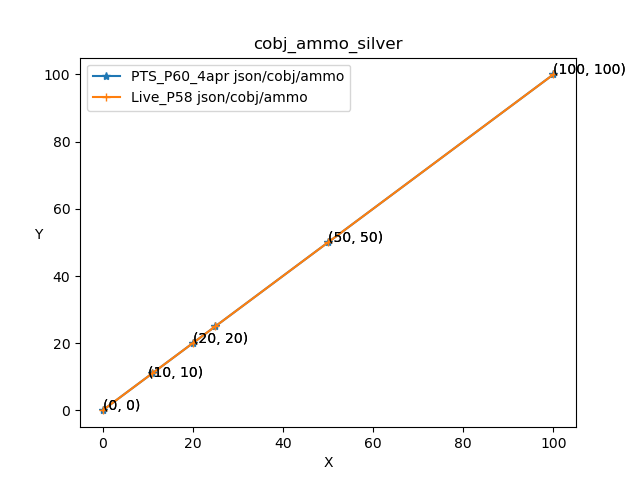 cobj_ammo_silver
PTS_P60_4apr json/cobj/ammo
Live_P58 json/cobj/ammo
(100, 100)
(50, 50)
(20, 20)
(10, 10)
(0, 0)
100
80
60
40
20
0
Y
0 20 40 60 80 100
X